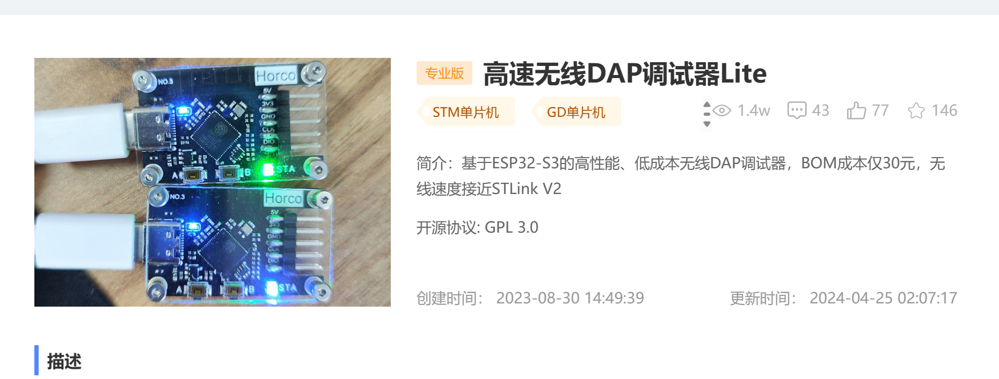 专业版 高速无线DAP调试器Lite
STM单片机 GD单片机 1.4w 43 77 146
简介：基于ESP32-S3的高性能、低成本无线DAP调试器，BOM成本仅30元，无
线速度接近STLink V2
开源协议: GPL 3.0
创建时间： 2023-08-30 14:49:39 更新时间： 2024-04-25 02:07:17
Horco
NO.3
5V
3V3
GND
CLK
DIO
A B STA
Horco
NO.3
5V
3V3
GND
CLK
DIO
A B STA
描述